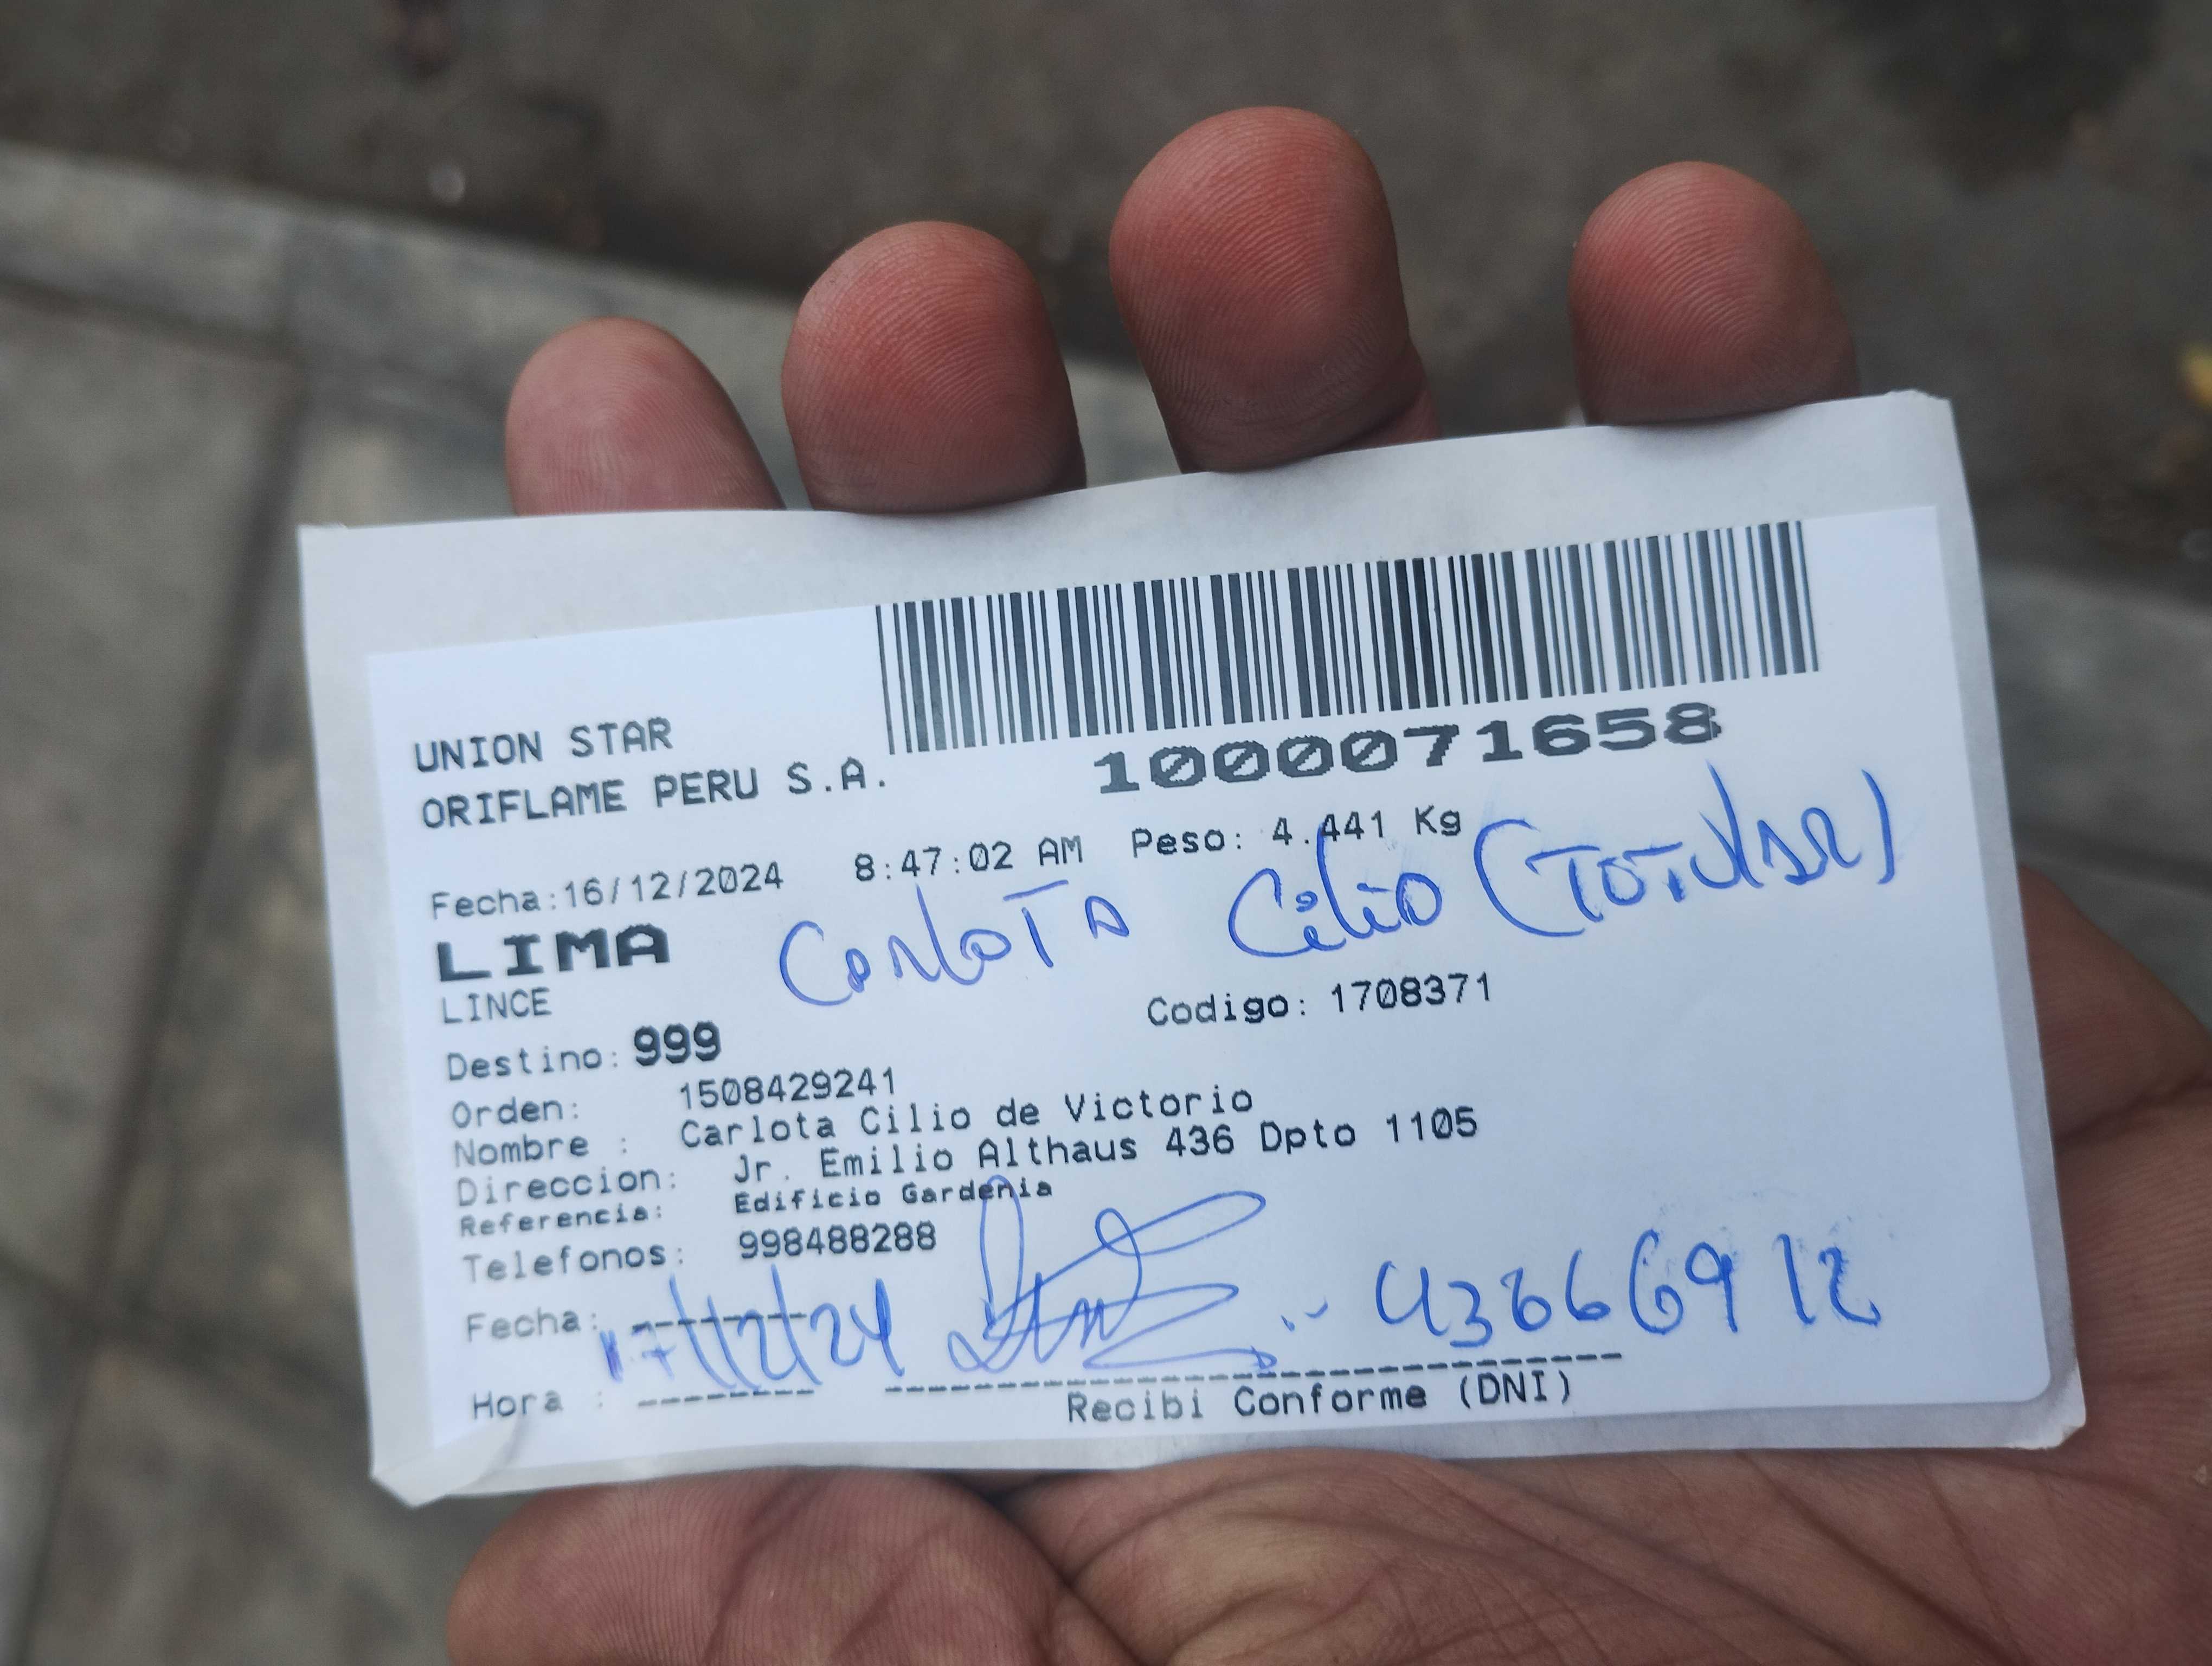 UNION STAR
ORIFLAME PERU S.A.
1000071658
Fecha:16/12/2024 8:47:02 AM Peso: 4.441 Kg
LIMA CARLOTA Cilio (TOTULAR)
LINCE
Destino: 999 Codigo: 1708371
Orden: 1508429241
Nombre : Carlota Cilio de Victorio
Direccion: Jr. Emilio Althaus 436 Dpto 1105
Referencia: Edificio Gardenia
Telefonos: 998488288
Fecha: 17/12/24 43666912
Hora :
Recibi Conforme (DNI)